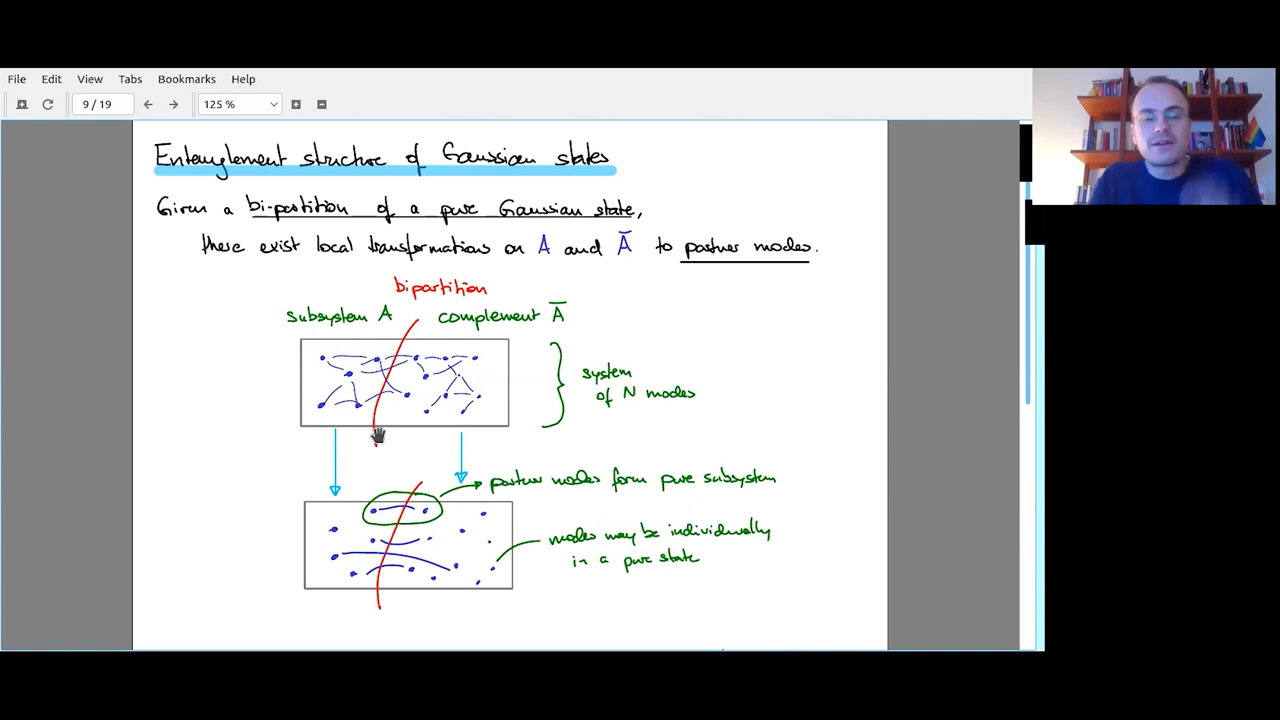 File Edit View Tabs Bookmarks Help
9 / 19 125 %
Entanglement structure of Gaussian states
Given a bi-partition of a pure Gaussian state,
there exist local transformations on A and Ā to partner modes.
bipartition
subsystem A complement Ā
system
of N modes
partner modes form pure subsystem
modes may be individually
in a pure state